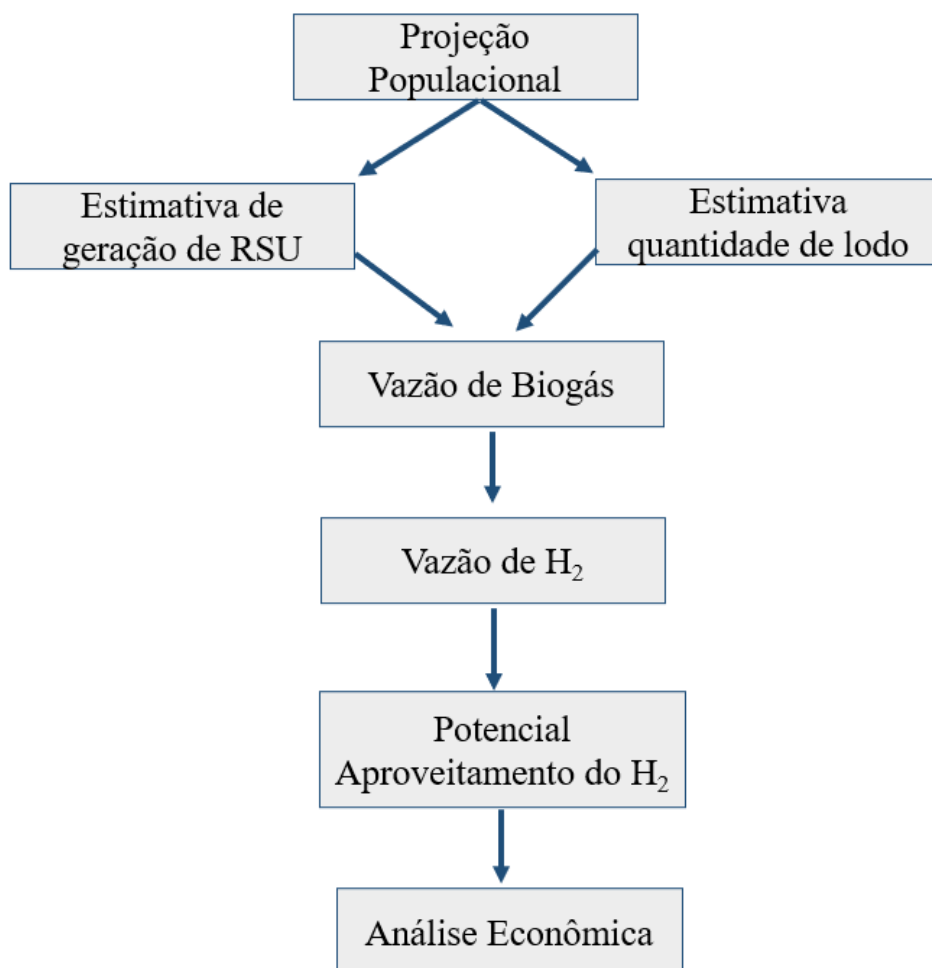 Projeção
Populacional
Estimativa de
geração de RSU
Estimativa
quantidade de lodo
Vazão de Biogás
Vazão de H₂
Potencial
Aproveitamento do H₂
Análise Econômica